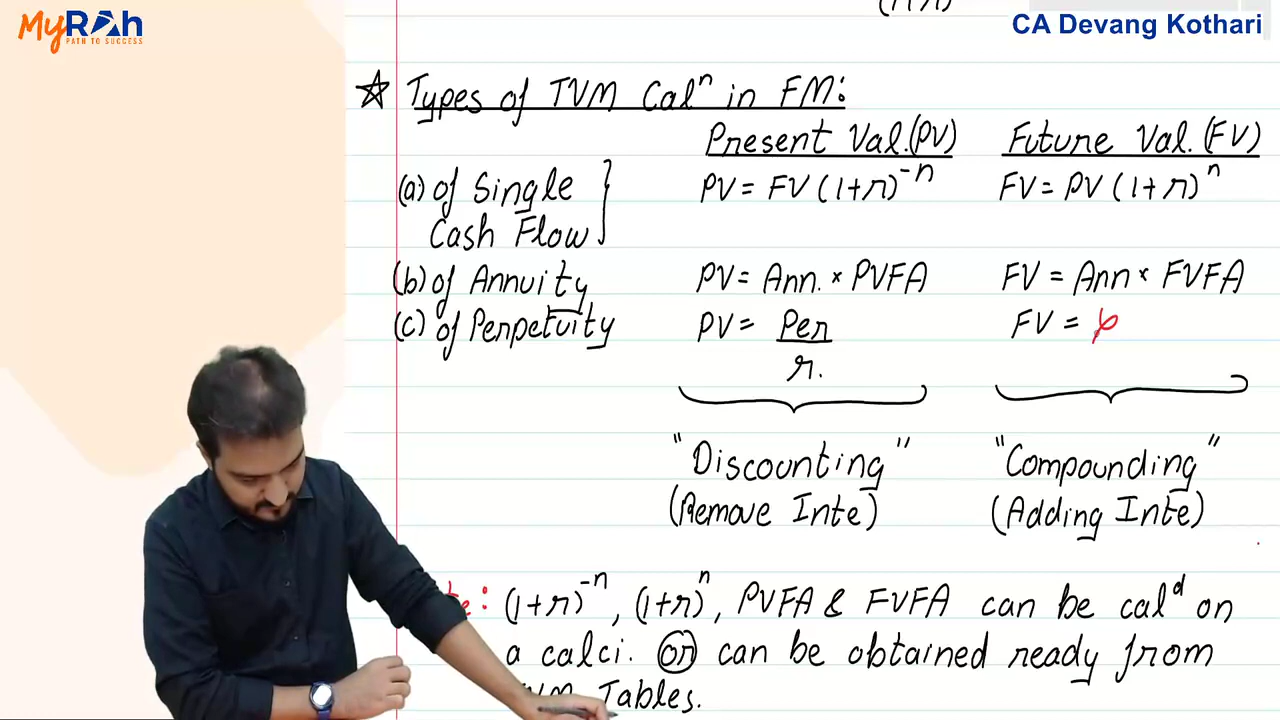 MyRah
PATH TO SUCCESS
CA Devang Kothari
☆ Types of TVM Calⁿ in FM:
Present Val.(PV) Future Val. (FV)
(a) of Single PV = FV (1+r)⁻ⁿ FV = PV (1+r)ⁿ
Cash Flow
(b) of Annuity PV = Ann. × PVFA FV = Ann × FVFA
(c) of Perpetuity PV = Per FV =
r.
"Discounting" "Compounding"
(Remove Inte) (Adding Inte)
: (1+r)⁻ⁿ, (1+r)ⁿ, PVFA & FVFA can be calᵈ on
a calci. or can be obtained ready from
Tables.